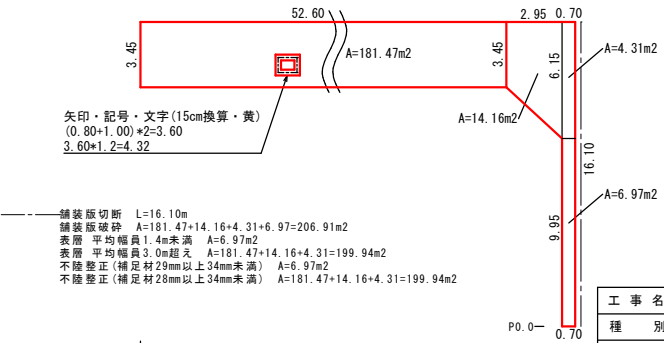 52.60
2.95 0.70
3.45
A=181.47m2
3.45
6.15
A=4.31m2
A=14.16m2
矢印・記号・文字(15cm換算・黄)
(0.80+1.00)*2=3.60
3.60*1.2=4.32
16.10
A=6.97m2
9.95
舗装版切断 L=16.10m
舗装版破砕 A=181.47+14.16+4.31+6.97=206.91m2
表層 平均幅員1.4m未満 A=6.97m2
表層 平均幅員3.0m超え A=181.47+14.16+4.31=199.94m2
不陸整正(補足材29mm以上34mm未満) A=6.97m2
不陸整正(補足材28mm以上34mm未満) A=181.47+14.16+4.31=199.94m2
P0.0
0.70
工事名
種別